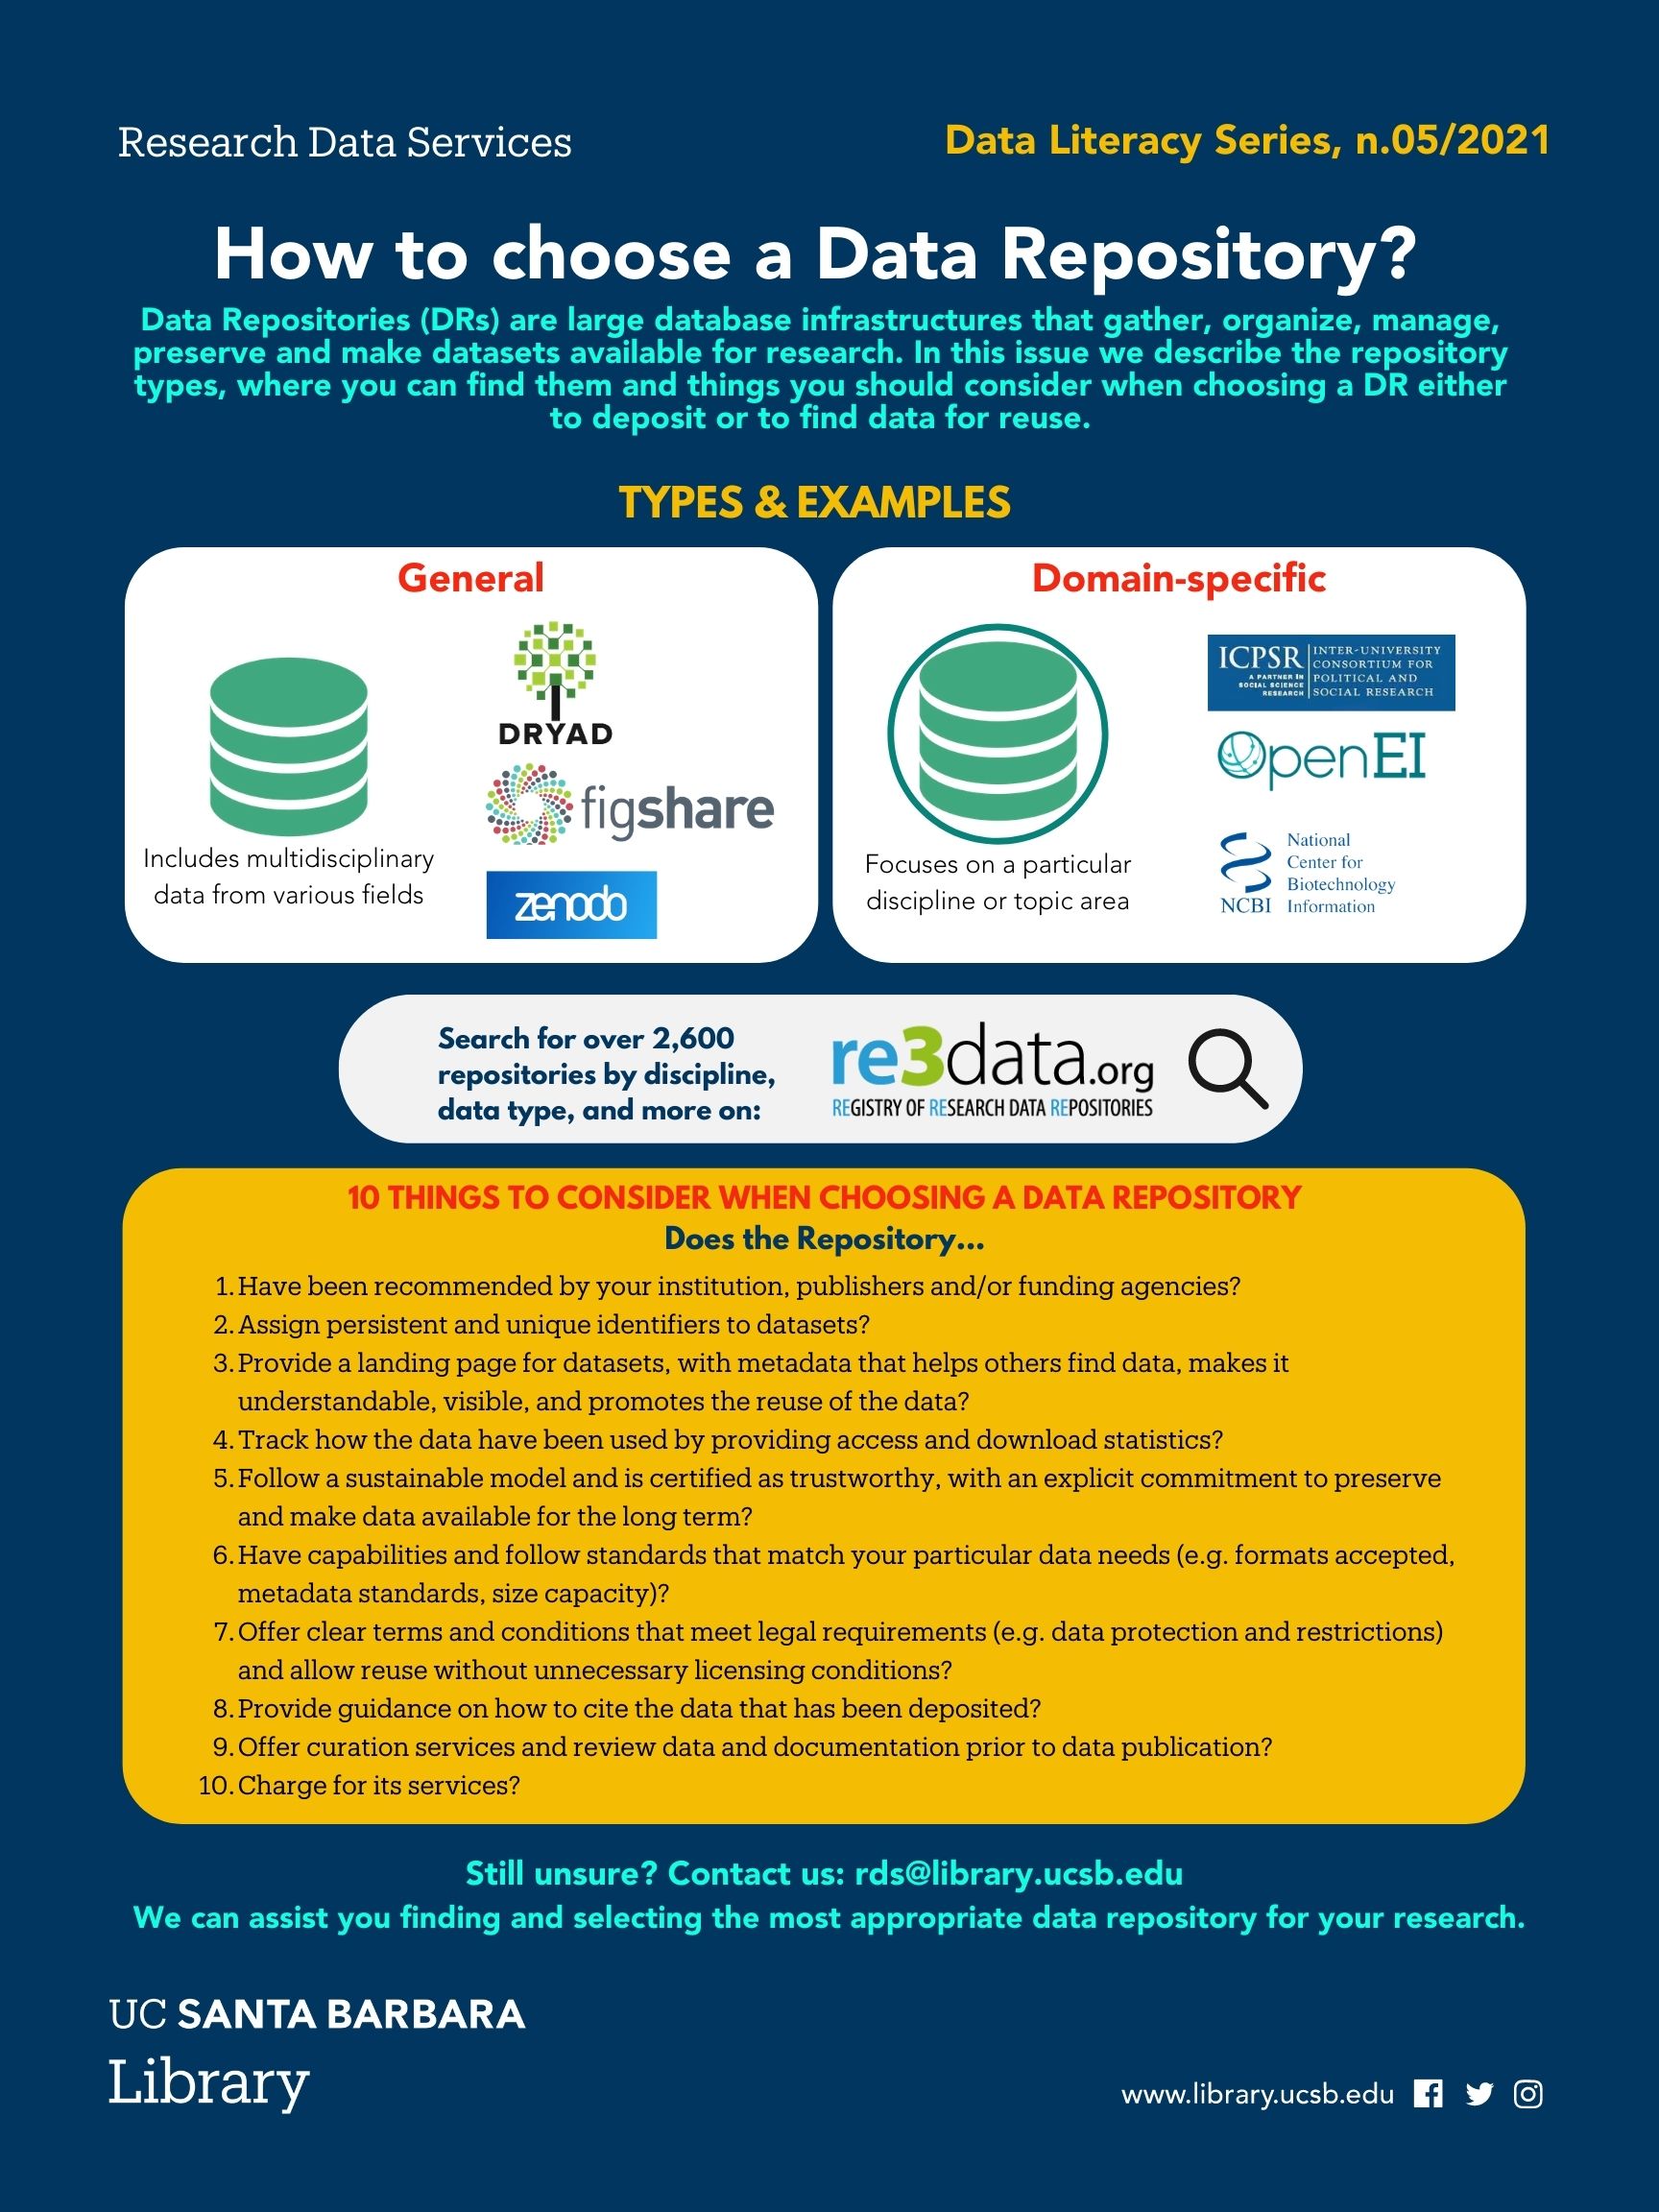 Research Data Services
Data Literacy Series, n.05/2021
How to choose a Data Repository?
Data Repositories (DRs) are large database infrastructures that gather, organize, manage,
preserve and make datasets available for research. In this issue we describe the repository
types, where you can find them and things you should consider when choosing a DR either
to deposit or to find data for reuse.
TYPES & EXAMPLES
General
DRYAD
figshare
zenodo
Includes multidisciplinary
data from various fields
Domain-specific
ICPSR
A PARTNER IN
SOCIAL SCIENCE
RESEARCH
INTER-UNIVERSITY
CONSORTIUM FOR
POLITICAL AND
SOCIAL RESEARCH
OpenEI
NCBI
National
Center for
Biotechnology
Information
Focuses on a particular
discipline or topic area
Search for over 2,600
repositories by discipline,
data type, and more on:
re3data.org
REGISTRY OF RESEARCH DATA REPOSITORIES
10 THINGS TO CONSIDER WHEN CHOOSING A DATA REPOSITORY
Does the Repository...
1. Have been recommended by your institution, publishers and/or funding agencies?
2. Assign persistent and unique identifiers to datasets?
3. Provide a landing page for datasets, with metadata that helps others find data, makes it
understandable, visible, and promotes the reuse of the data?
4. Track how the data have been used by providing access and download statistics?
5. Follow a sustainable model and is certified as trustworthy, with an explicit commitment to preserve
and make data available for the long term?
6. Have capabilities and follow standards that match your particular data needs (e.g. formats accepted,
metadata standards, size capacity)?
7. Offer clear terms and conditions that meet legal requirements (e.g. data protection and restrictions)
and allow reuse without unnecessary licensing conditions?
8. Provide guidance on how to cite the data that has been deposited?
9. Offer curation services and review data and documentation prior to data publication?
10. Charge for its services?
Still unsure? Contact us: rds@library.ucsb.edu
We can assist you finding and selecting the most appropriate data repository for your research.
UC SANTA BARBARA
Library
www.library.ucsb.edu